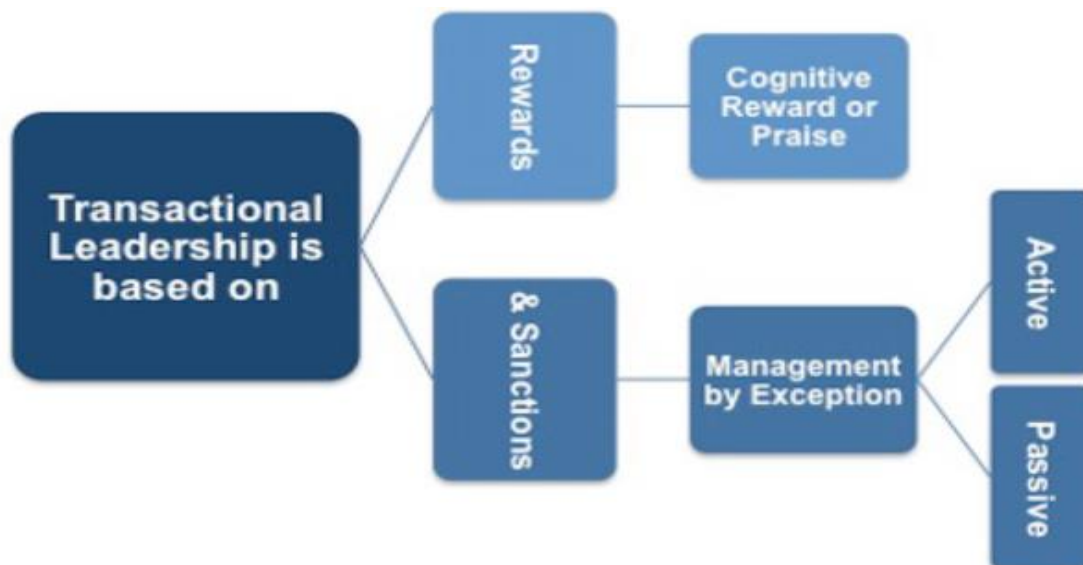 Transactional
Leadership is
based on
Rewards
Cognitive
Reward or
Praise
& Sanctions
Management
by Exception
Active
Passive